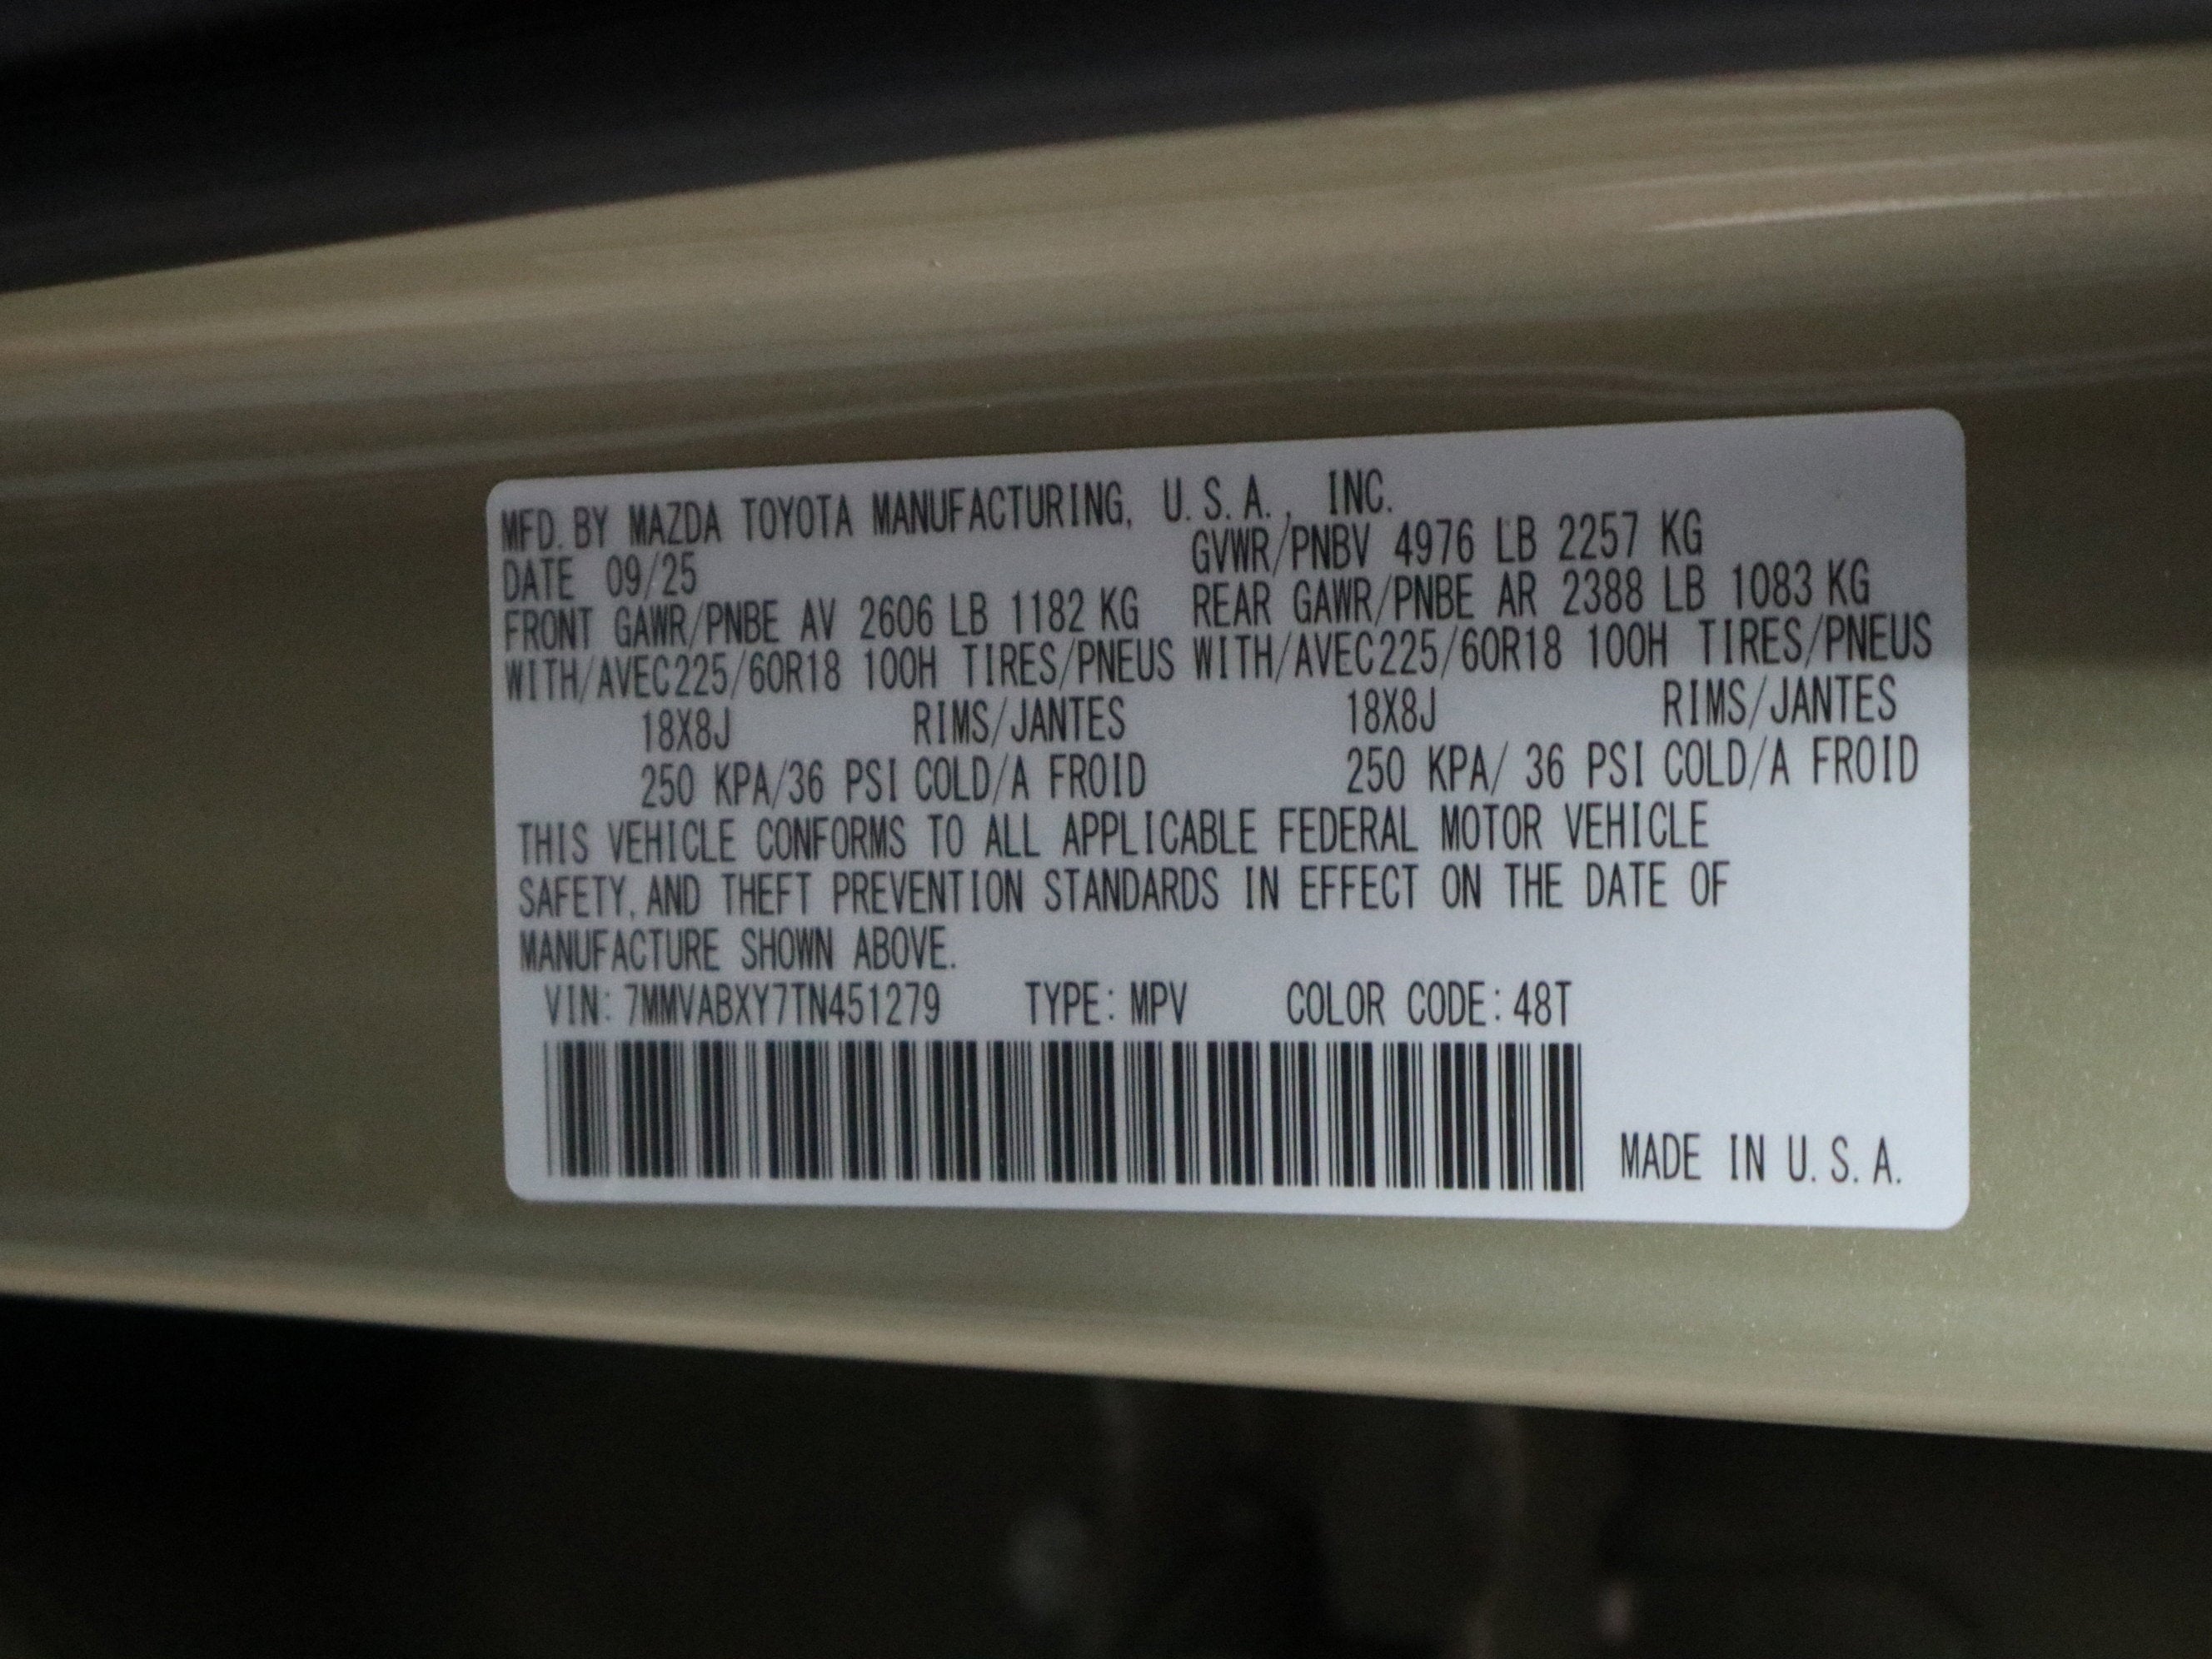 MFD. BY MAZDA TOYOTA MANUFACTURING, U.S.A., INC.
DATE 09/25 GVWR/PNBV 4976 LB 2257 KG
FRONT GAWR/PNBE AV 2606 LB 1182 KG REAR GAWR/PNBE AR 2388 LB 1083 KG
WITH/AVEC225/60R18 100H TIRES/PNEUS WITH/AVEC225/60R18 100H TIRES/PNEUS
18X8J RIMS/JANTES 18X8J RIMS/JANTES
250 KPA/36 PSI COLD/A FROID 250 KPA/ 36 PSI COLD/A FROID
THIS VEHICLE CONFORMS TO ALL APPLICABLE FEDERAL MOTOR VEHICLE
SAFETY, AND THEFT PREVENTION STANDARDS IN EFFECT ON THE DATE OF
MANUFACTURE SHOWN ABOVE.
VIN: 7MMVABXY7TN451279 TYPE: MPV COLOR CODE: 48T
MADE IN U.S.A.